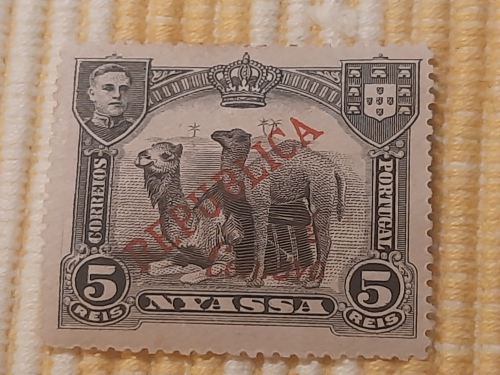 CORREIOS
PORTUGAL
REPUBLICA
5 REIS
NYASSA
5 REIS